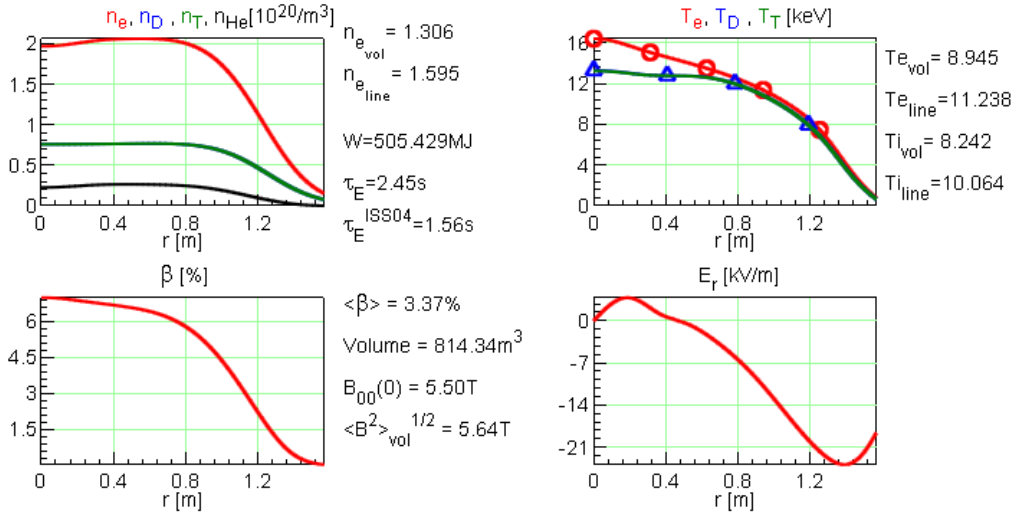 n_e, n_D, n_T, n_He[10^20/m^3]
2
1.5
1
0.5
0
0 0.4 0.8 1.2
r [m]
n_e_vol = 1.306
n_e_line = 1.595
W=505.429MJ
τ_E=2.45s
τ_E^ISS04=1.56s
T_e, T_D, T_T [keV]
16
12
8
4
0
0 0.4 0.8 1.2
r [m]
Te_vol=8.945
Te_line=11.238
Ti_vol=8.242
Ti_line=10.064
β [%]
6
4.5
3
1.5
0 0.4 0.8 1.2
r [m]
<β> = 3.37%
Volume = 814.34m^3
B_00(0) = 5.50T
<B^2>_vol^1/2 = 5.64T
E_r [kV/m]
0
-7
-14
-21
0 0.4 0.8 1.2
r [m]